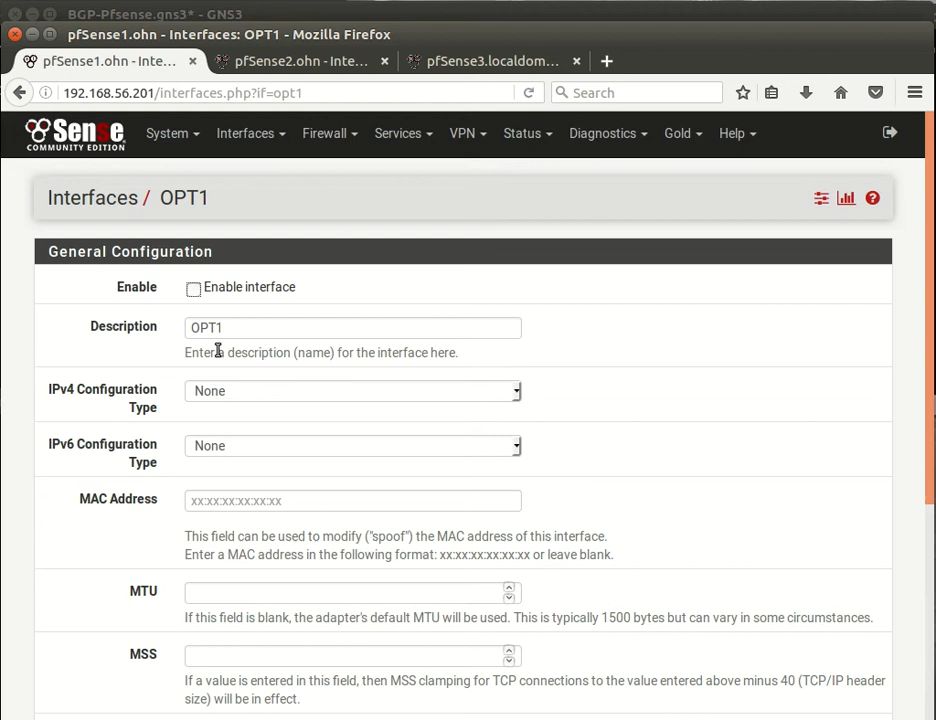 BGP-Pfsense.gns3* - GNS3
pfSense1.ohn - Interfaces: OPT1 - Mozilla Firefox
pfSense1.ohn - Inte... × pfSense2.ohn - Inte... × pfSense3.localdom... × +
192.168.56.201/interfaces.php?if=opt1 Search
Sense
COMMUNITY EDITION
System Interfaces Firewall Services VPN Status Diagnostics Gold Help
Interfaces / OPT1
General Configuration
Enable Enable interface
Description OPT1
Enter a description (name) for the interface here.
IPv4 Configuration Type None
IPv6 Configuration Type None
MAC Address xx:xx:xx:xx:xx:xx
This field can be used to modify ("spoof") the MAC address of this interface.
Enter a MAC address in the following format: xx:xx:xx:xx:xx:xx or leave blank.
MTU
If this field is blank, the adapter's default MTU will be used. This is typically 1500 bytes but can vary in some circumstances.
MSS
If a value is entered in this field, then MSS clamping for TCP connections to the value entered above minus 40 (TCP/IP header
size) will be in effect.